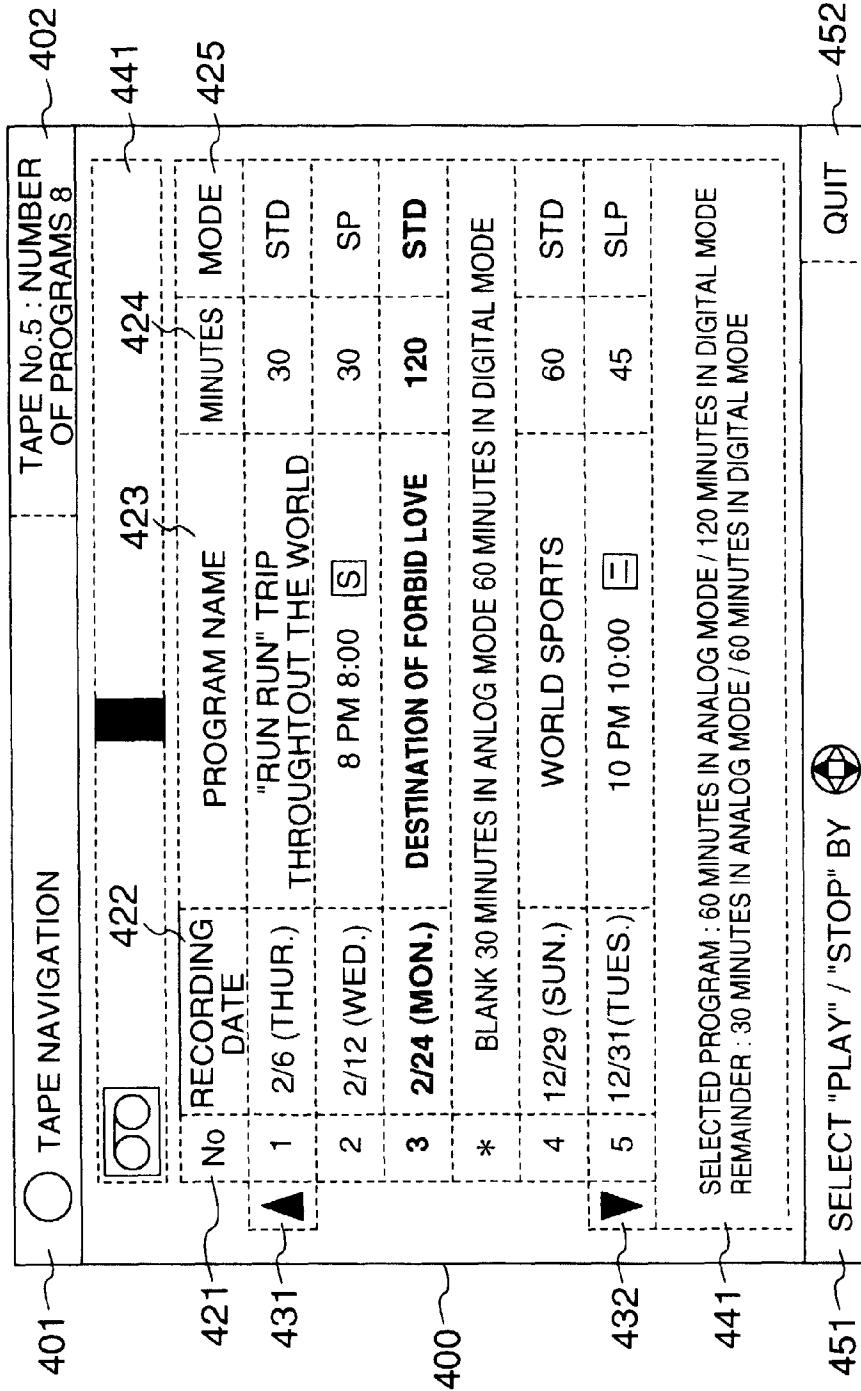 TAPE NAVIGATION
TAPE No.5 : NUMBER
OF PROGRAMS 8
401
402
441
422
423
424
No
RECORDING
DATE
PROGRAM NAME
MINUTES
MODE
421
425
1
2/6 (THUR.)
"RUN RUN" TRIP
THROUGHTOUT THE WORLD
30
STD
431
2
2/12 (WED.)
8 PM 8:00 S
30
SP
3
2/24 (MON.)
DESTINATION OF FORBID LOVE
120
STD
400
*
BLANK 30 MINUTES IN ANLOG MODE 60 MINUTES IN DIGITAL MODE
4
12/29 (SUN.)
WORLD SPORTS
60
STD
5
12/31(TUES.)
10 PM 10:00 二
45
SLP
432
SELECTED PROGRAM : 60 MINUTES IN ANALOG MODE / 120 MINUTES IN DIGITAL MODE
REMAINDER : 30 MINUTES IN ANALOG MODE / 60 MINUTES IN DIGITAL MODE
441
SELECT "PLAY" / "STOP" BY
QUIT
451
452